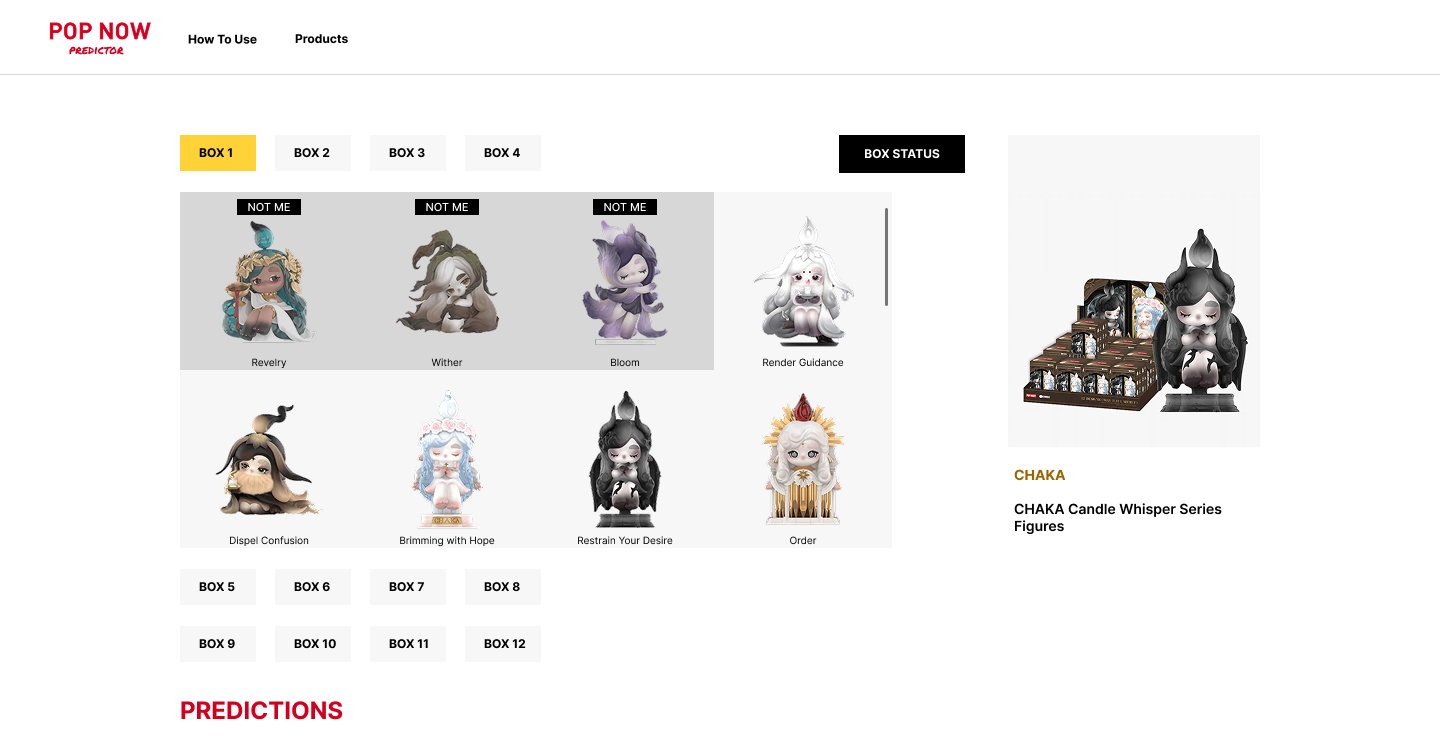 POP NOW
PREDICTOR
How To Use
Products
BOX 1
BOX 2
BOX 3
BOX 4
BOX STATUS
NOT ME
NOT ME
NOT ME
Revelry
Wither
Bloom
Render Guidance
CHAKA
Dispel Confusion
Brimming with Hope
Restrain Your Desire
Order
CHAKA
CHAKA Candle Whisper Series
Figures
BOX 5
BOX 6
BOX 7
BOX 8
BOX 9
BOX 10
BOX 11
BOX 12
PREDICTIONS